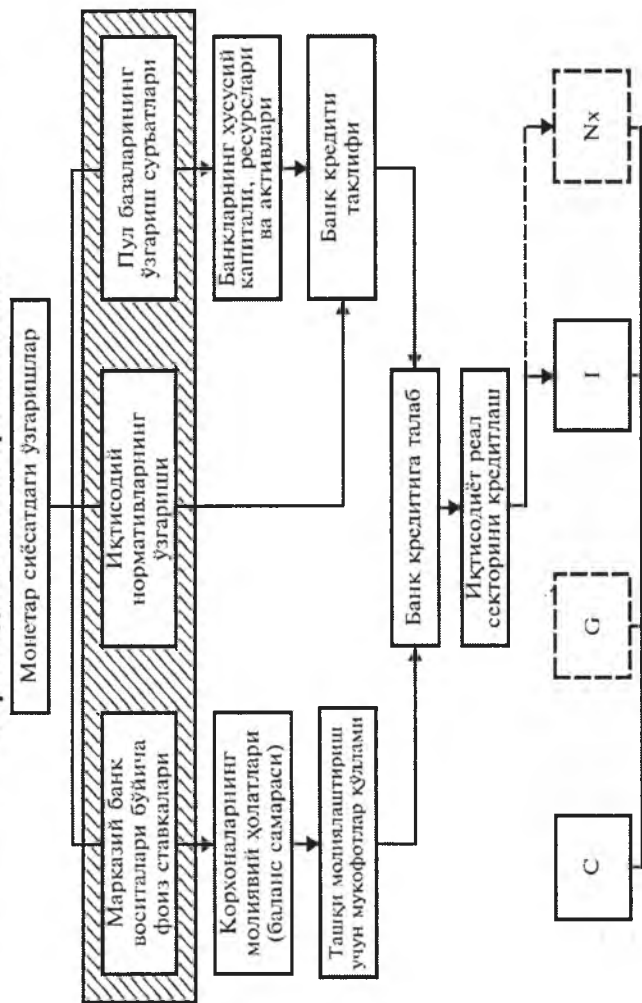 Монетар сиёсатдаги ўзгаришлар
Марказий банк
воситалари бўйича
фоиз ставкалари
Иқтисодий
нормативларнинг
ўзгариши
Пул базаларининг
ўзгариш суръатлари
Корхоналарнинг
молиявий ҳолатлари
(баланс самараси)
Банкларнинг хусусий
капитали, ресурслари
ва активлари
Ташқи молиялаштириш
учун мукофотлар қўллами
Банк кредити
таклифи
Банк кредитига талаб
Иқтисодиёт реал
секторини кредитлаш
C
G
I
Nx